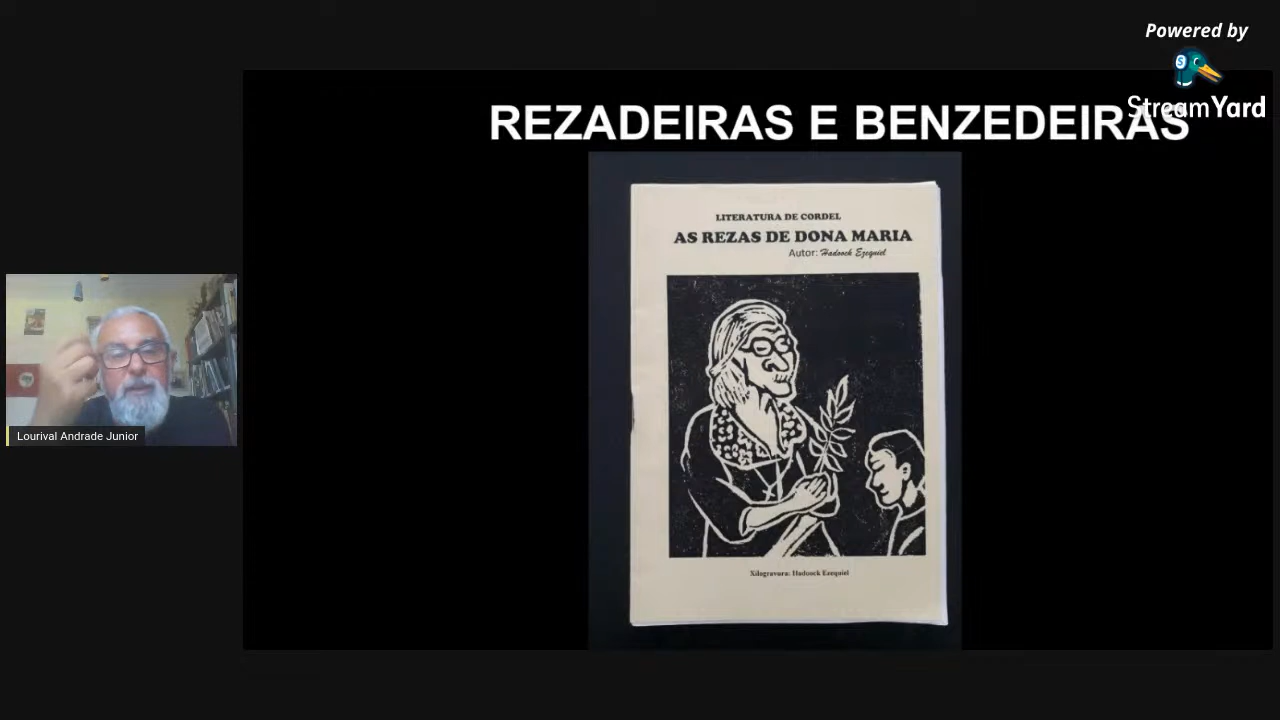 Powered by
StreamYard
REZADEIRAS E BENZEDEIRAS
LITERATURA DE CORDEL
AS REZAS DE DONA MARIA
Autor: Hadoock Ezequiel
Xilogravura: Hadoock Ezequiel
Lourival Andrade Junior